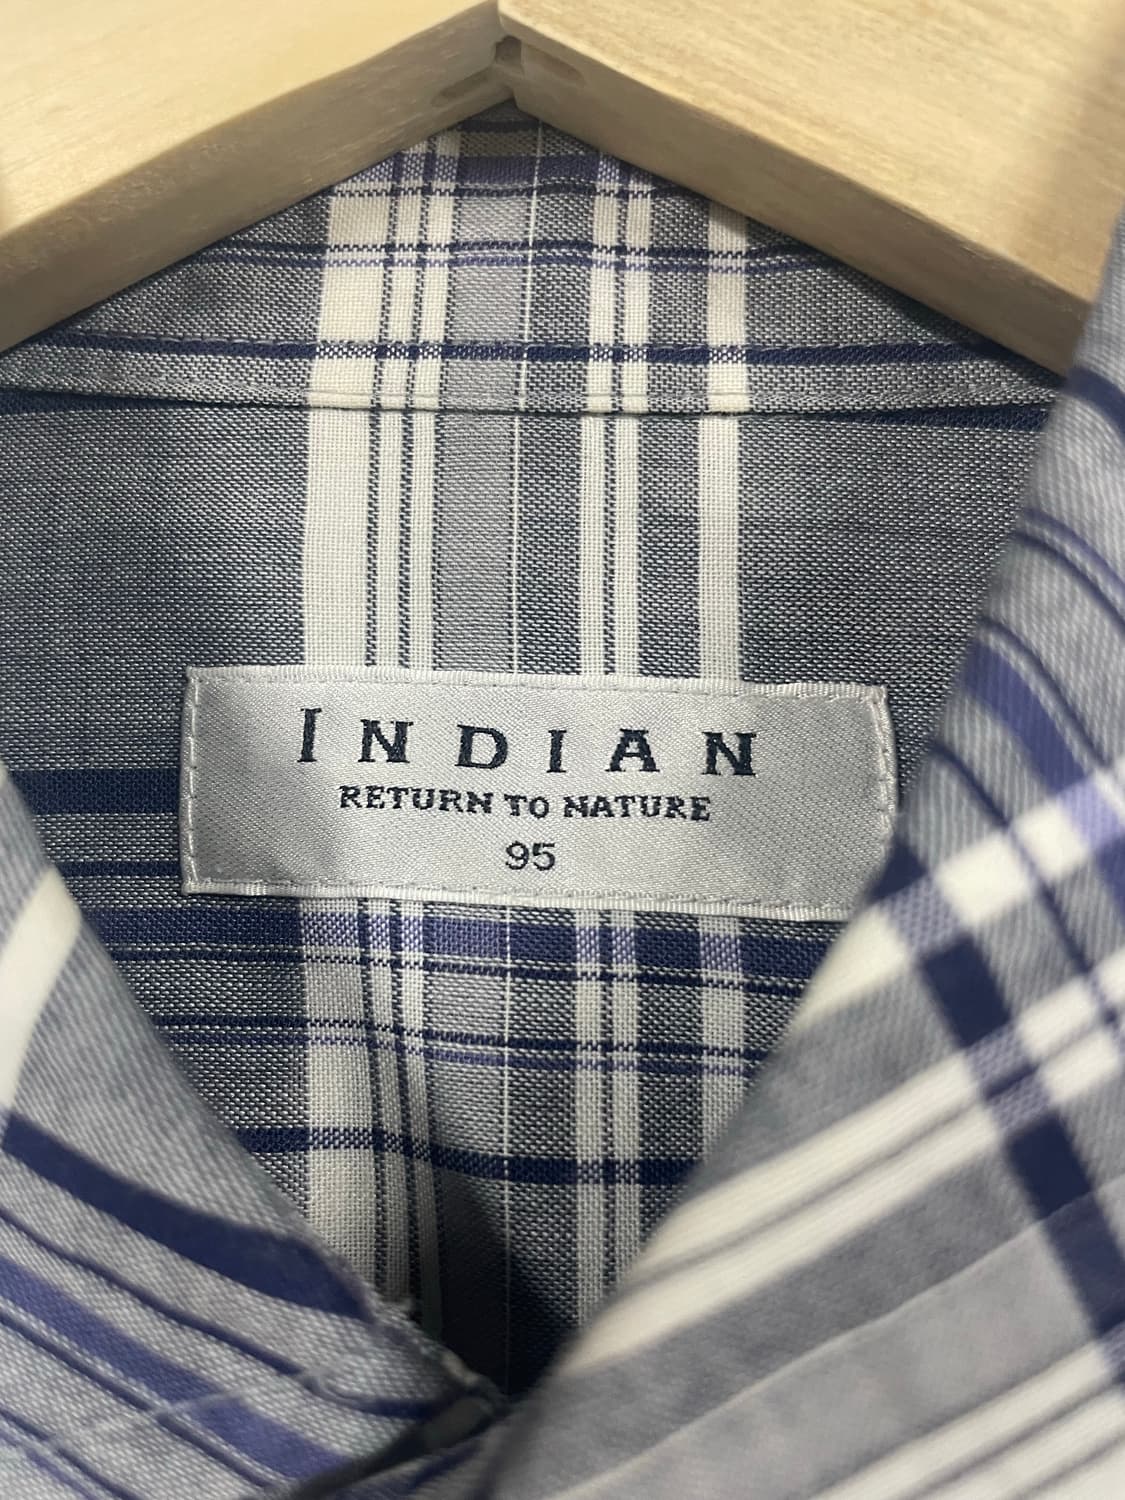 INDIAN
RETURN TO NATURE
95